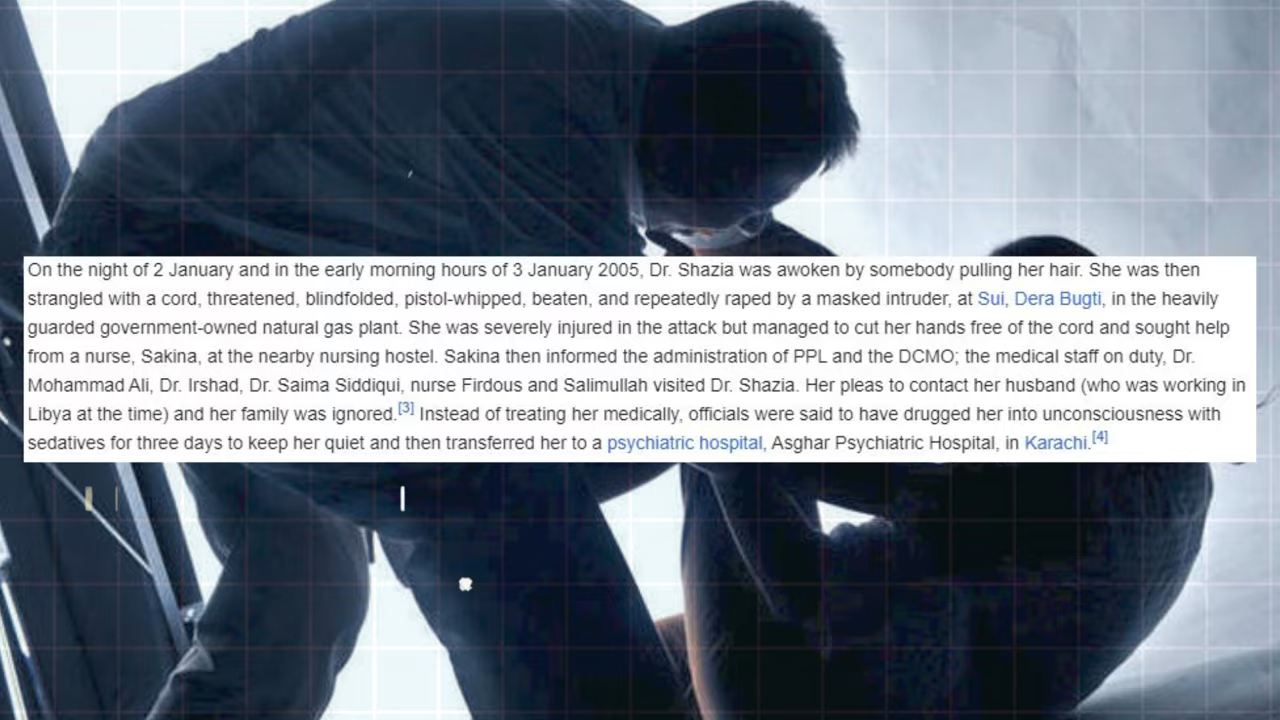 On the night of 2 January and in the early morning hours of 3 January 2005, Dr. Shazia was awoken by somebody pulling her hair. She was then
strangled with a cord, threatened, blindfolded, pistol-whipped, beaten, and repeatedly raped by a masked intruder, at Sui, Dera Bugti, in the heavily
guarded government-owned natural gas plant. She was severely injured in the attack but managed to cut her hands free of the cord and sought help
from a nurse, Sakina, at the nearby nursing hostel. Sakina then informed the administration of PPL and the DCMO; the medical staff on duty, Dr.
Mohammad Ali, Dr. Irshad, Dr. Saima Siddiqui, nurse Firdous and Salimullah visited Dr. Shazia. Her pleas to contact her husband (who was working in
Libya at the time) and her family was ignored.[3] Instead of treating her medically, officials were said to have drugged her into unconsciousness with
sedatives for three days to keep her quiet and then transferred her to a psychiatric hospital, Asghar Psychiatric Hospital, in Karachi.[4]